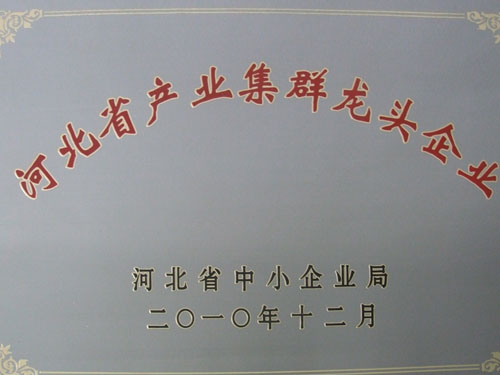 河北省产业集群龙头企业
河北省中小企业局
二〇一〇年十二月